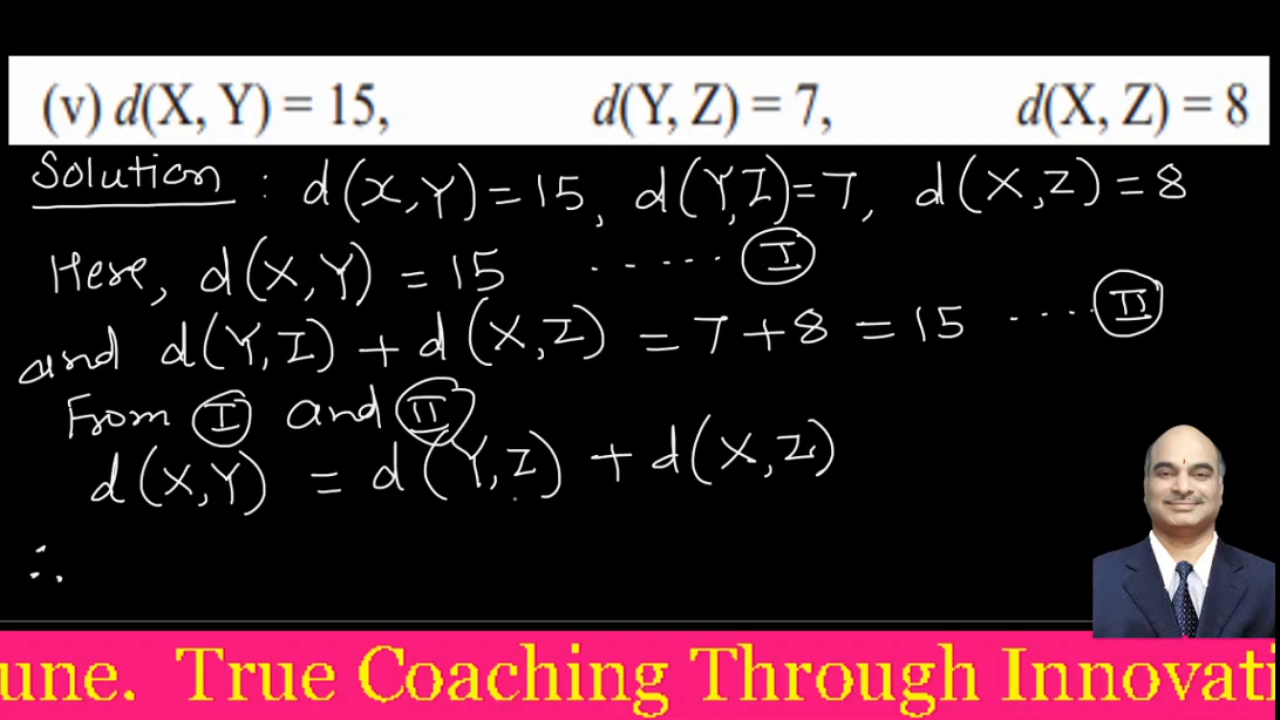 (v) d(X, Y) = 15, d(Y, Z) = 7, d(X, Z) = 8
Solution : d(X,Y)=15, d(Y,Z)=7, d(X,Z)=8
Here, d(X,Y) = 15 ...... I
and d(Y,Z) + d(X,Z) = 7+8 = 15 .... II
From I and II
d(X,Y) = d(Y,Z) + d(X,Z)
∴
une. True Coaching Through Innovati